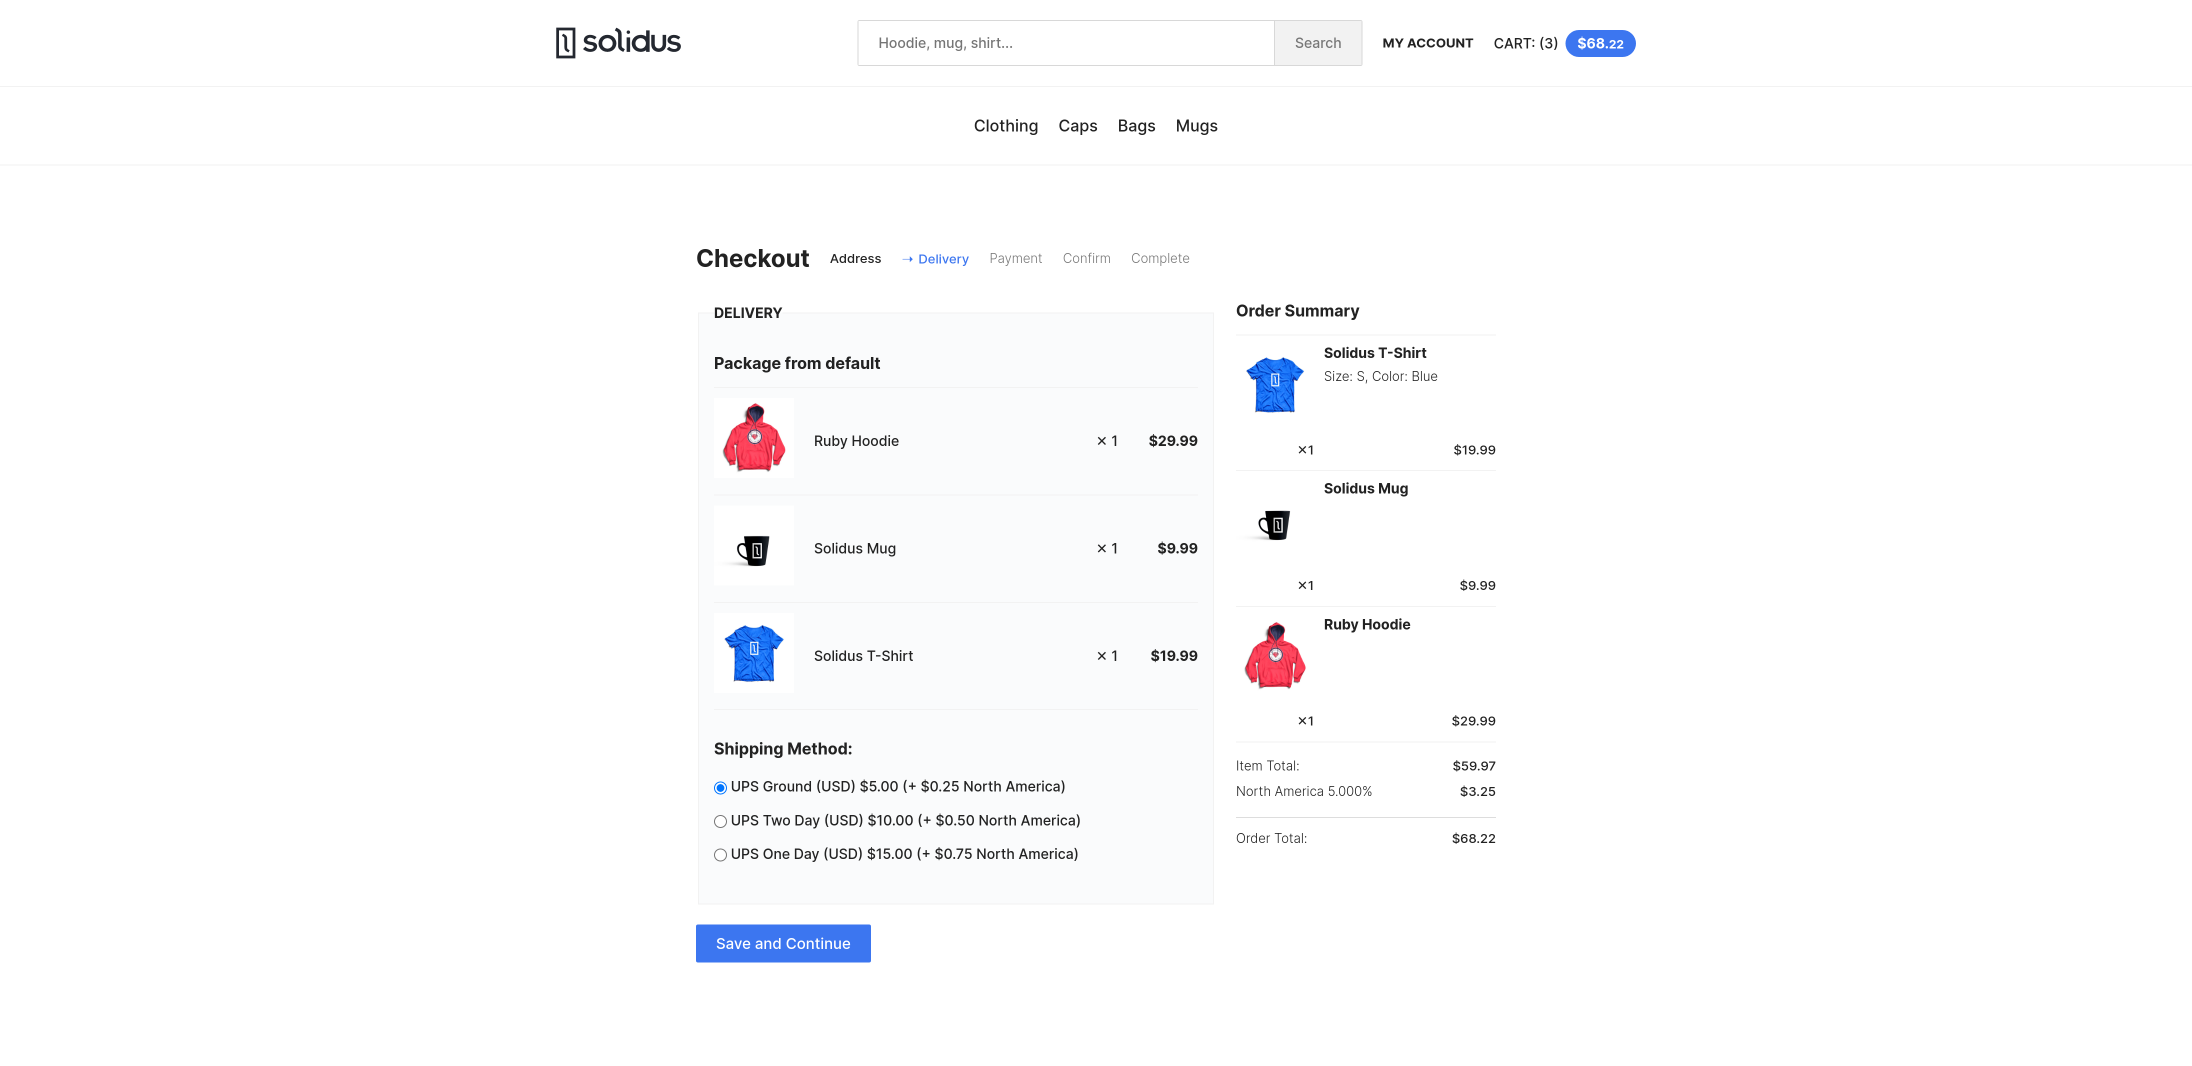 solidus
Hoodie, mug, shirt...
Search
MY ACCOUNT
CART: (3) $68.22
Clothing Caps Bags Mugs
Checkout
Address → Delivery Payment Confirm Complete
DELIVERY
Package from default
Ruby Hoodie × 1 $29.99
Solidus Mug × 1 $9.99
Solidus T-Shirt × 1 $19.99
Shipping Method:
UPS Ground (USD) $5.00 (+ $0.25 North America)
UPS Two Day (USD) $10.00 (+ $0.50 North America)
UPS One Day (USD) $15.00 (+ $0.75 North America)
Save and Continue
Order Summary
Solidus T-Shirt
Size: S, Color: Blue
×1 $19.99
Solidus Mug
×1 $9.99
Ruby Hoodie
×1 $29.99
Item Total: $59.97
North America 5.000% $3.25
Order Total: $68.22